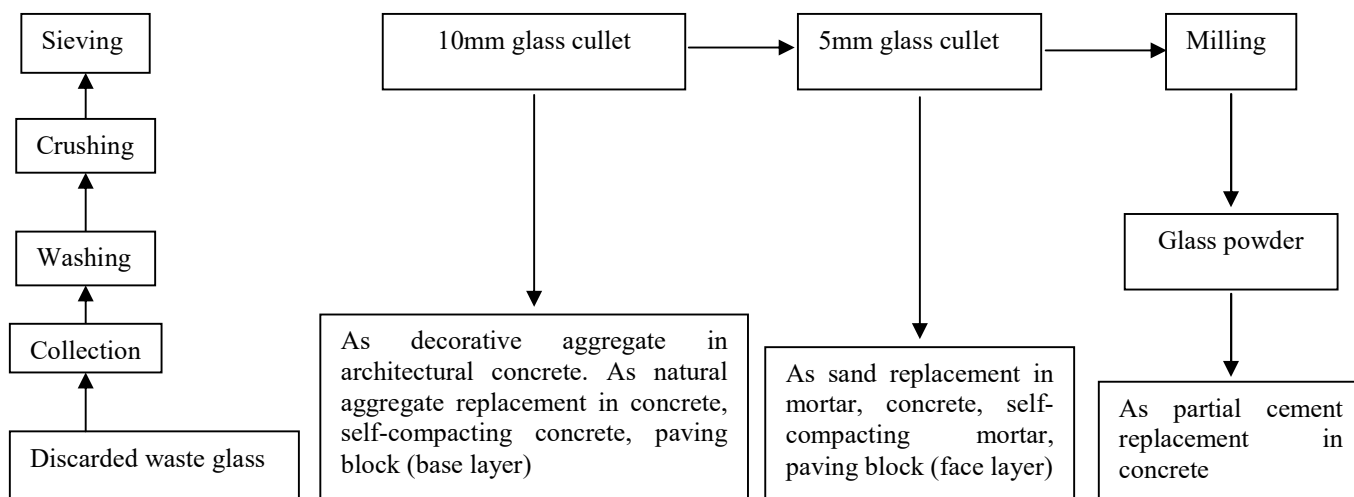 Sieving
Crushing
Washing
Collection
Discarded waste glass
10mm glass cullet
5mm glass cullet
Milling
Glass powder
As decorative aggregate in
architectural concrete. As natural
aggregate replacement in concrete,
self-compacting concrete, paving
block (base layer)
As sand replacement in
mortar, concrete, self-
compacting mortar,
paving block (face layer)
As partial cement
replacement in
concrete